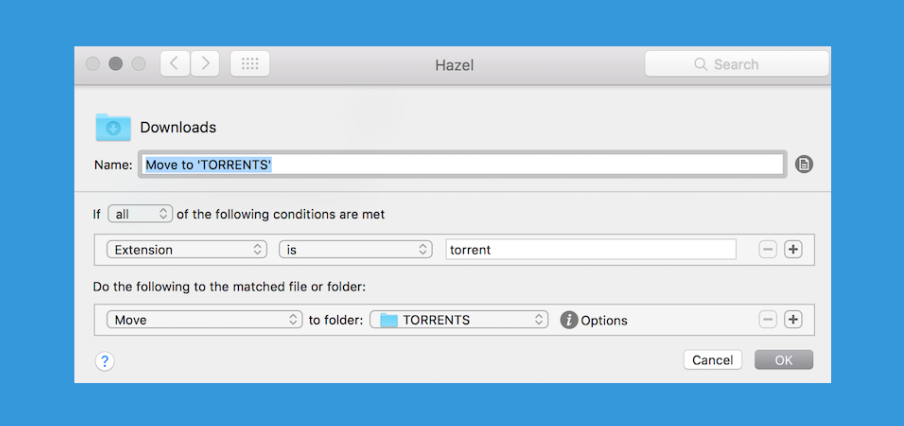 Hazel
Search
Downloads
Name: Move to 'TORRENTS'
If all of the following conditions are met
Extension is torrent
Do the following to the matched file or folder:
Move to folder: TORRENTS i Options
? Cancel OK